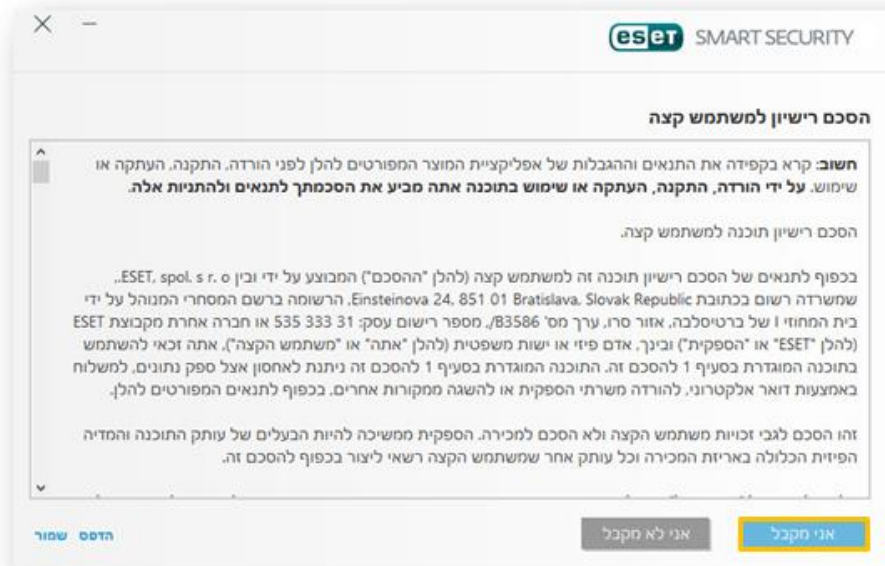 eset SMART SECURITY
הסכם רישיון למשתמש קצה
חשוב: קרא בקפידה את התנאים וההגבלות של אפליקציית המוצר המפורטים להלן לפני הורדה, התקנה, העתקה או
שימוש. על ידי הורדה, התקנה, העתקה או שימוש בתוכנה אתה מביע את הסכמתך לתנאים ולהתניות אלה.
הסכם רישיון תוכנה למשתמש קצה.
בכפוף לתנאים של הסכם רישיון תוכנה זה למשתמש קצה (להלן "ההסכם") המבוצע על ידי ובין ESET, spol. s r. o.,
שמשרדה רשום בכתובת Einsteinova 24, 851 01 Bratislava, Slovak Republic, הרשומה ברשם המסחרי המנוהל על ידי
בית המחוזי I של ברטיסלבה, אזור סרו, ערך מס' 3586/B, מספר רישום עסק: 31 333 535 או חברה אחרת מקבוצת ESET
(להלן "ESET" או "הספקית") ובינך, אדם פיזי או ישות משפטית (להלן "אתה" או "משתמש הקצה"), אתה זכאי להשתמש
בתוכנה המוגדרת בסעיף 1 להסכם זה. התוכנה המוגדרת בסעיף 1 להסכם זה ניתנת לאחסון אצל ספק נתונים, למשלוח
באמצעות דואר אלקטרוני, להורדה משרתי הספקית או להשגה ממקורות אחרים, בכפוף לתנאים המפורטים להלן.
זהו הסכם לגבי זכויות משתמש הקצה ולא הסכם למכירה. הספקית ממשיכה להיות הבעלים של עותק התוכנה והמדיה
הפיזית הכלולה באריזת המכירה וכל עותק אחר שמשתמש הקצה רשאי ליצור בכפוף להסכם זה.
אני מקבל
אני לא מקבל
הדפס שמור